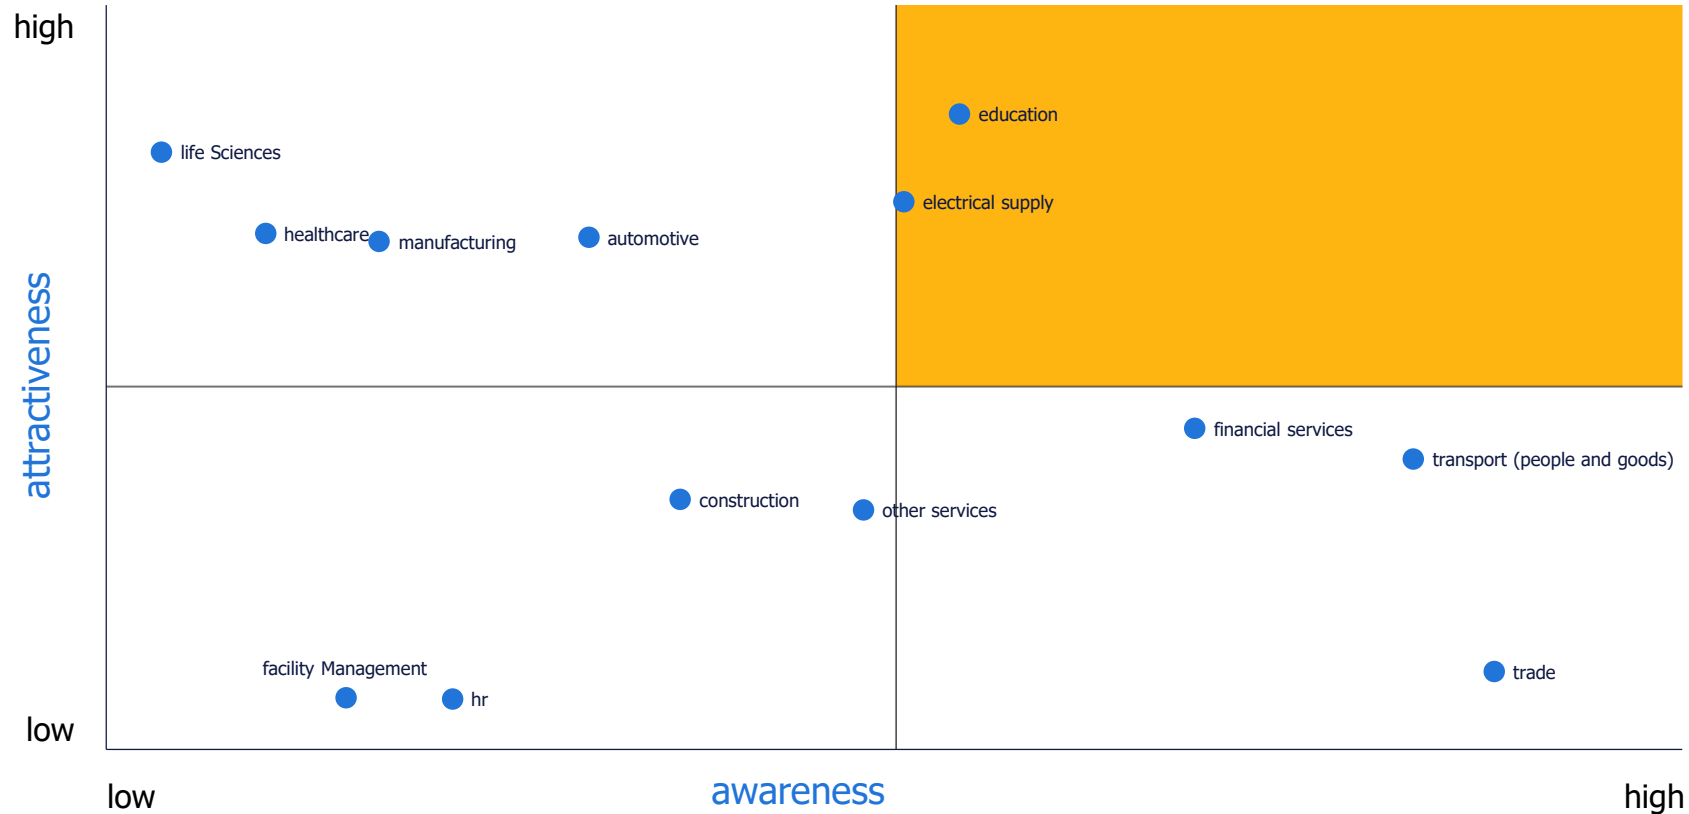 high
education
life Sciences
electrical supply
healthcare
manufacturing
automotive
attractiveness
financial services
transport (people and goods)
construction
other services
facility Management
hr
trade
low
low
awareness
high